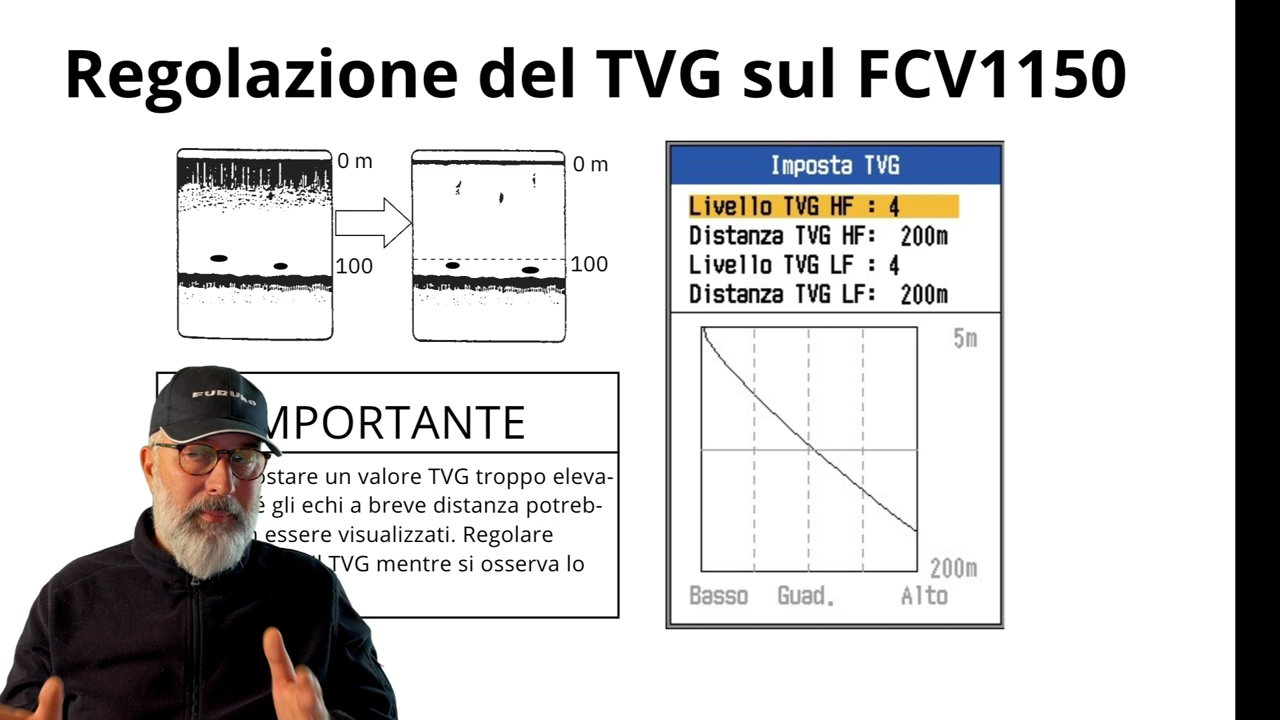 Regolazione del TVG sul FCV1150
0 m
100
0 m
100
MPORTANTE
ostare un valore TVG troppo eleva-
é gli echi a breve distanza potreb-
essere visualizzati. Regolare
TVG mentre si osserva lo
FURUNO
Imposta TVG
Livello TVG HF : 4
Distanza TVG HF: 200m
Livello TVG LF : 4
Distanza TVG LF: 200m
5m
200m
Basso Guad. Alto